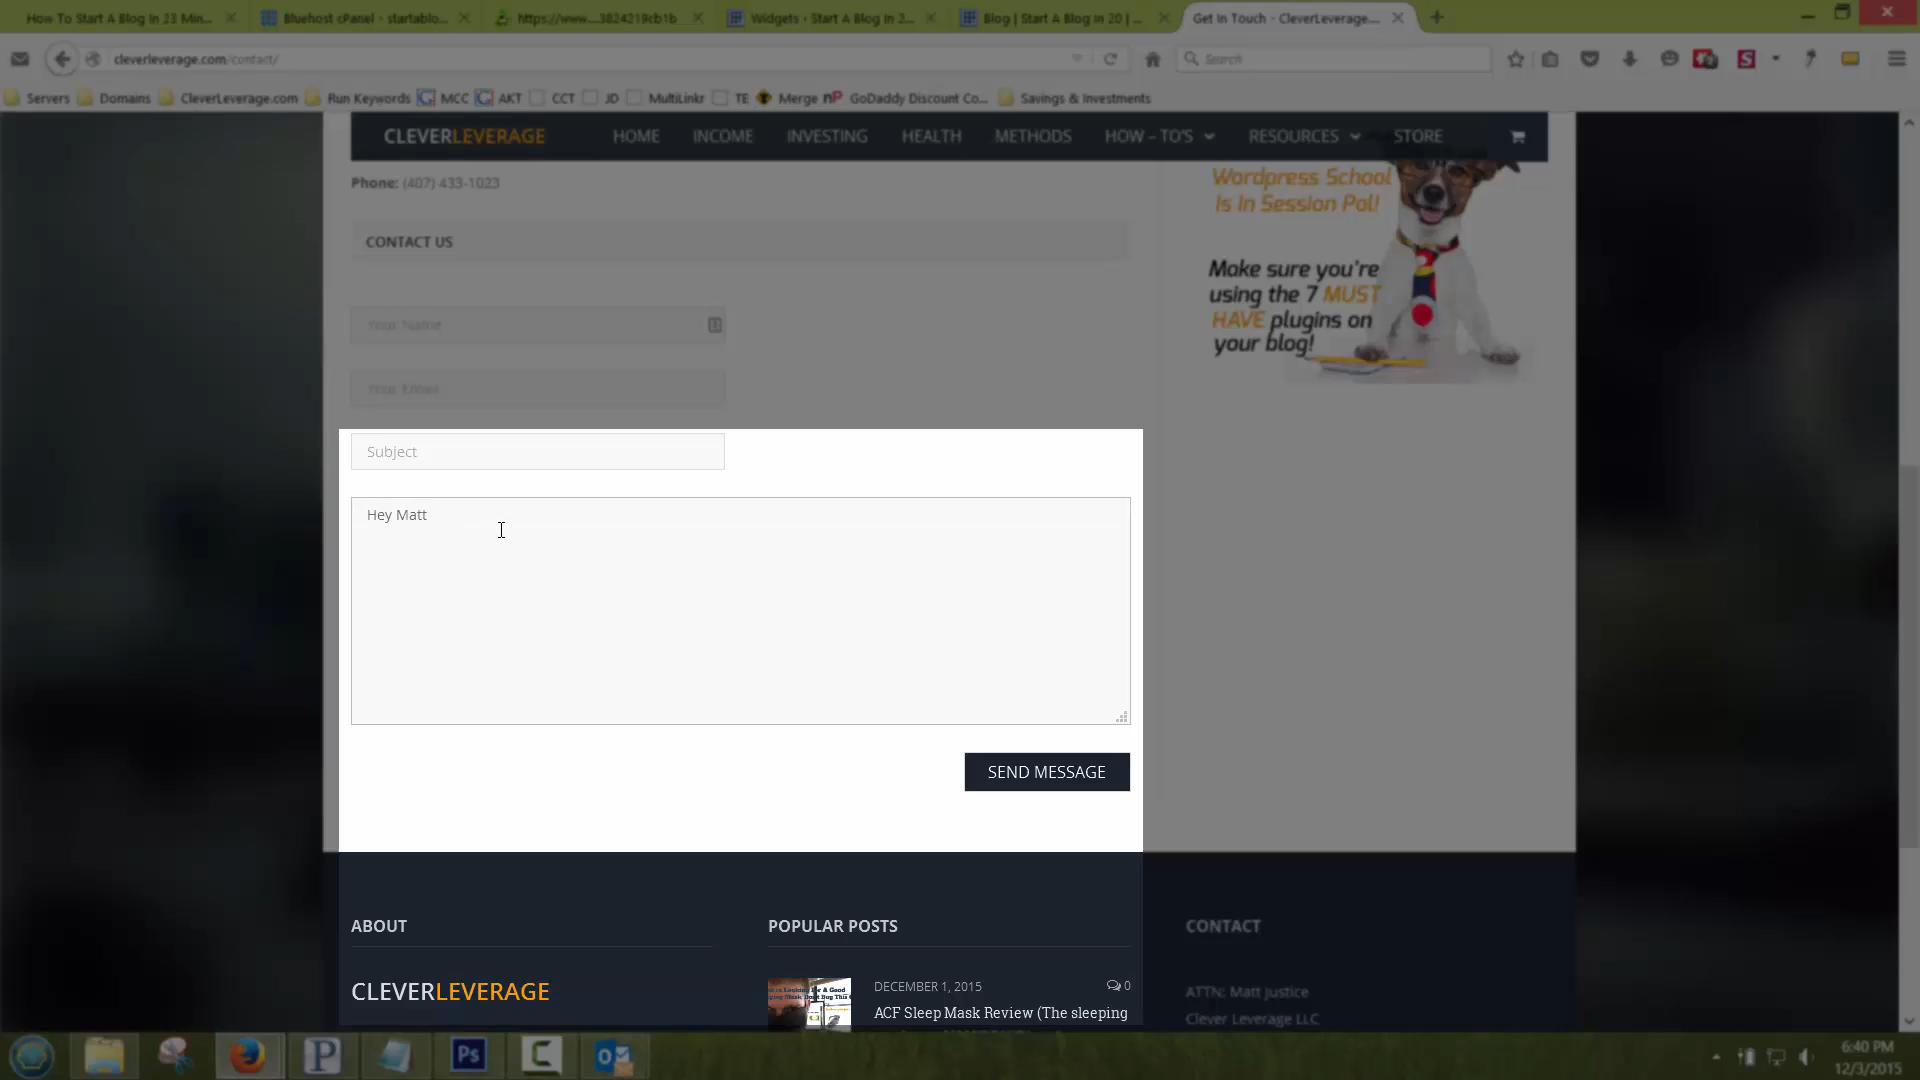 How To Start A Blog In 23 Min...
Bluehost cPanel - startablo...
https://www....3824219cb1b
Widgets ‹ Start A Blog In 2...
Blog | Start A Blog in 20 | ...
Get In Touch - CleverLeverage....
cleverleverage.com/contact/
Search
Servers
Domains
CleverLeverage.com
Run Keywords
MCC
AKT
CCT
JD
MultiLinkr
TE
Merge
GoDaddy Discount Co...
Savings & Investments
CLEVERLEVERAGE
HOME
INCOME
INVESTING
HEALTH
METHODS
HOW – TO'S
RESOURCES
STORE
Phone: (407) 433-1023
Wordpress School
Is In Session Pal!
CONTACT US
Make sure you're
using the 7 MUST
HAVE plugins on
your blog!
Your Name
Your Email
Subject
Hey Matt
SEND MESSAGE
ABOUT
POPULAR POSTS
CONTACT
CLEVERLEVERAGE
DECEMBER 1, 2015
0
ACF Sleep Mask Review (The sleeping
ATTN: Matt Justice
Clever Leverage LLC
6:40 PM
12/3/2015